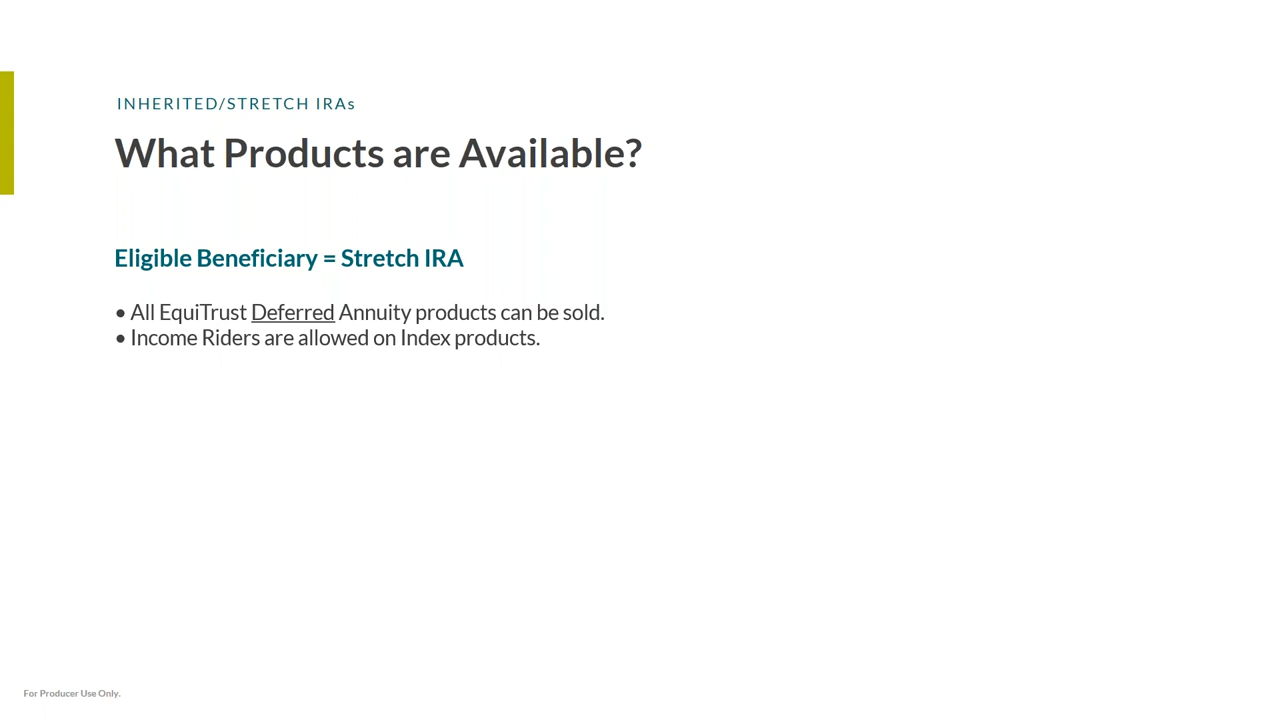 INHERITED/STRETCH IRAs
What Products are Available?
Eligible Beneficiary = Stretch IRA
• All EquiTrust Deferred Annuity products can be sold.
• Income Riders are allowed on Index products.
For Producer Use Only.